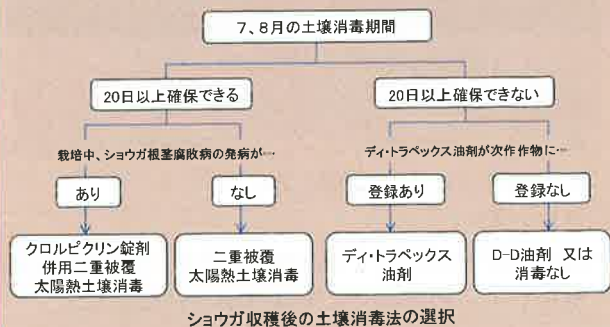 7、8月の土壌消毒期間
20日以上確保できる
20日以上確保できない
栽培中、ショウガ根茎腐敗病の発病が…
ディ・トラペックス油剤が次作作物に…
あり
なし
登録あり
登録なし
クロルピクリン錠剤
併用二重被覆
太陽熱土壌消毒
二重被覆
太陽熱土壌消毒
ディ・トラペックス
油剤
D-D油剤 又は
消毒なし
ショウガ収穫後の土壌消毒法の選択